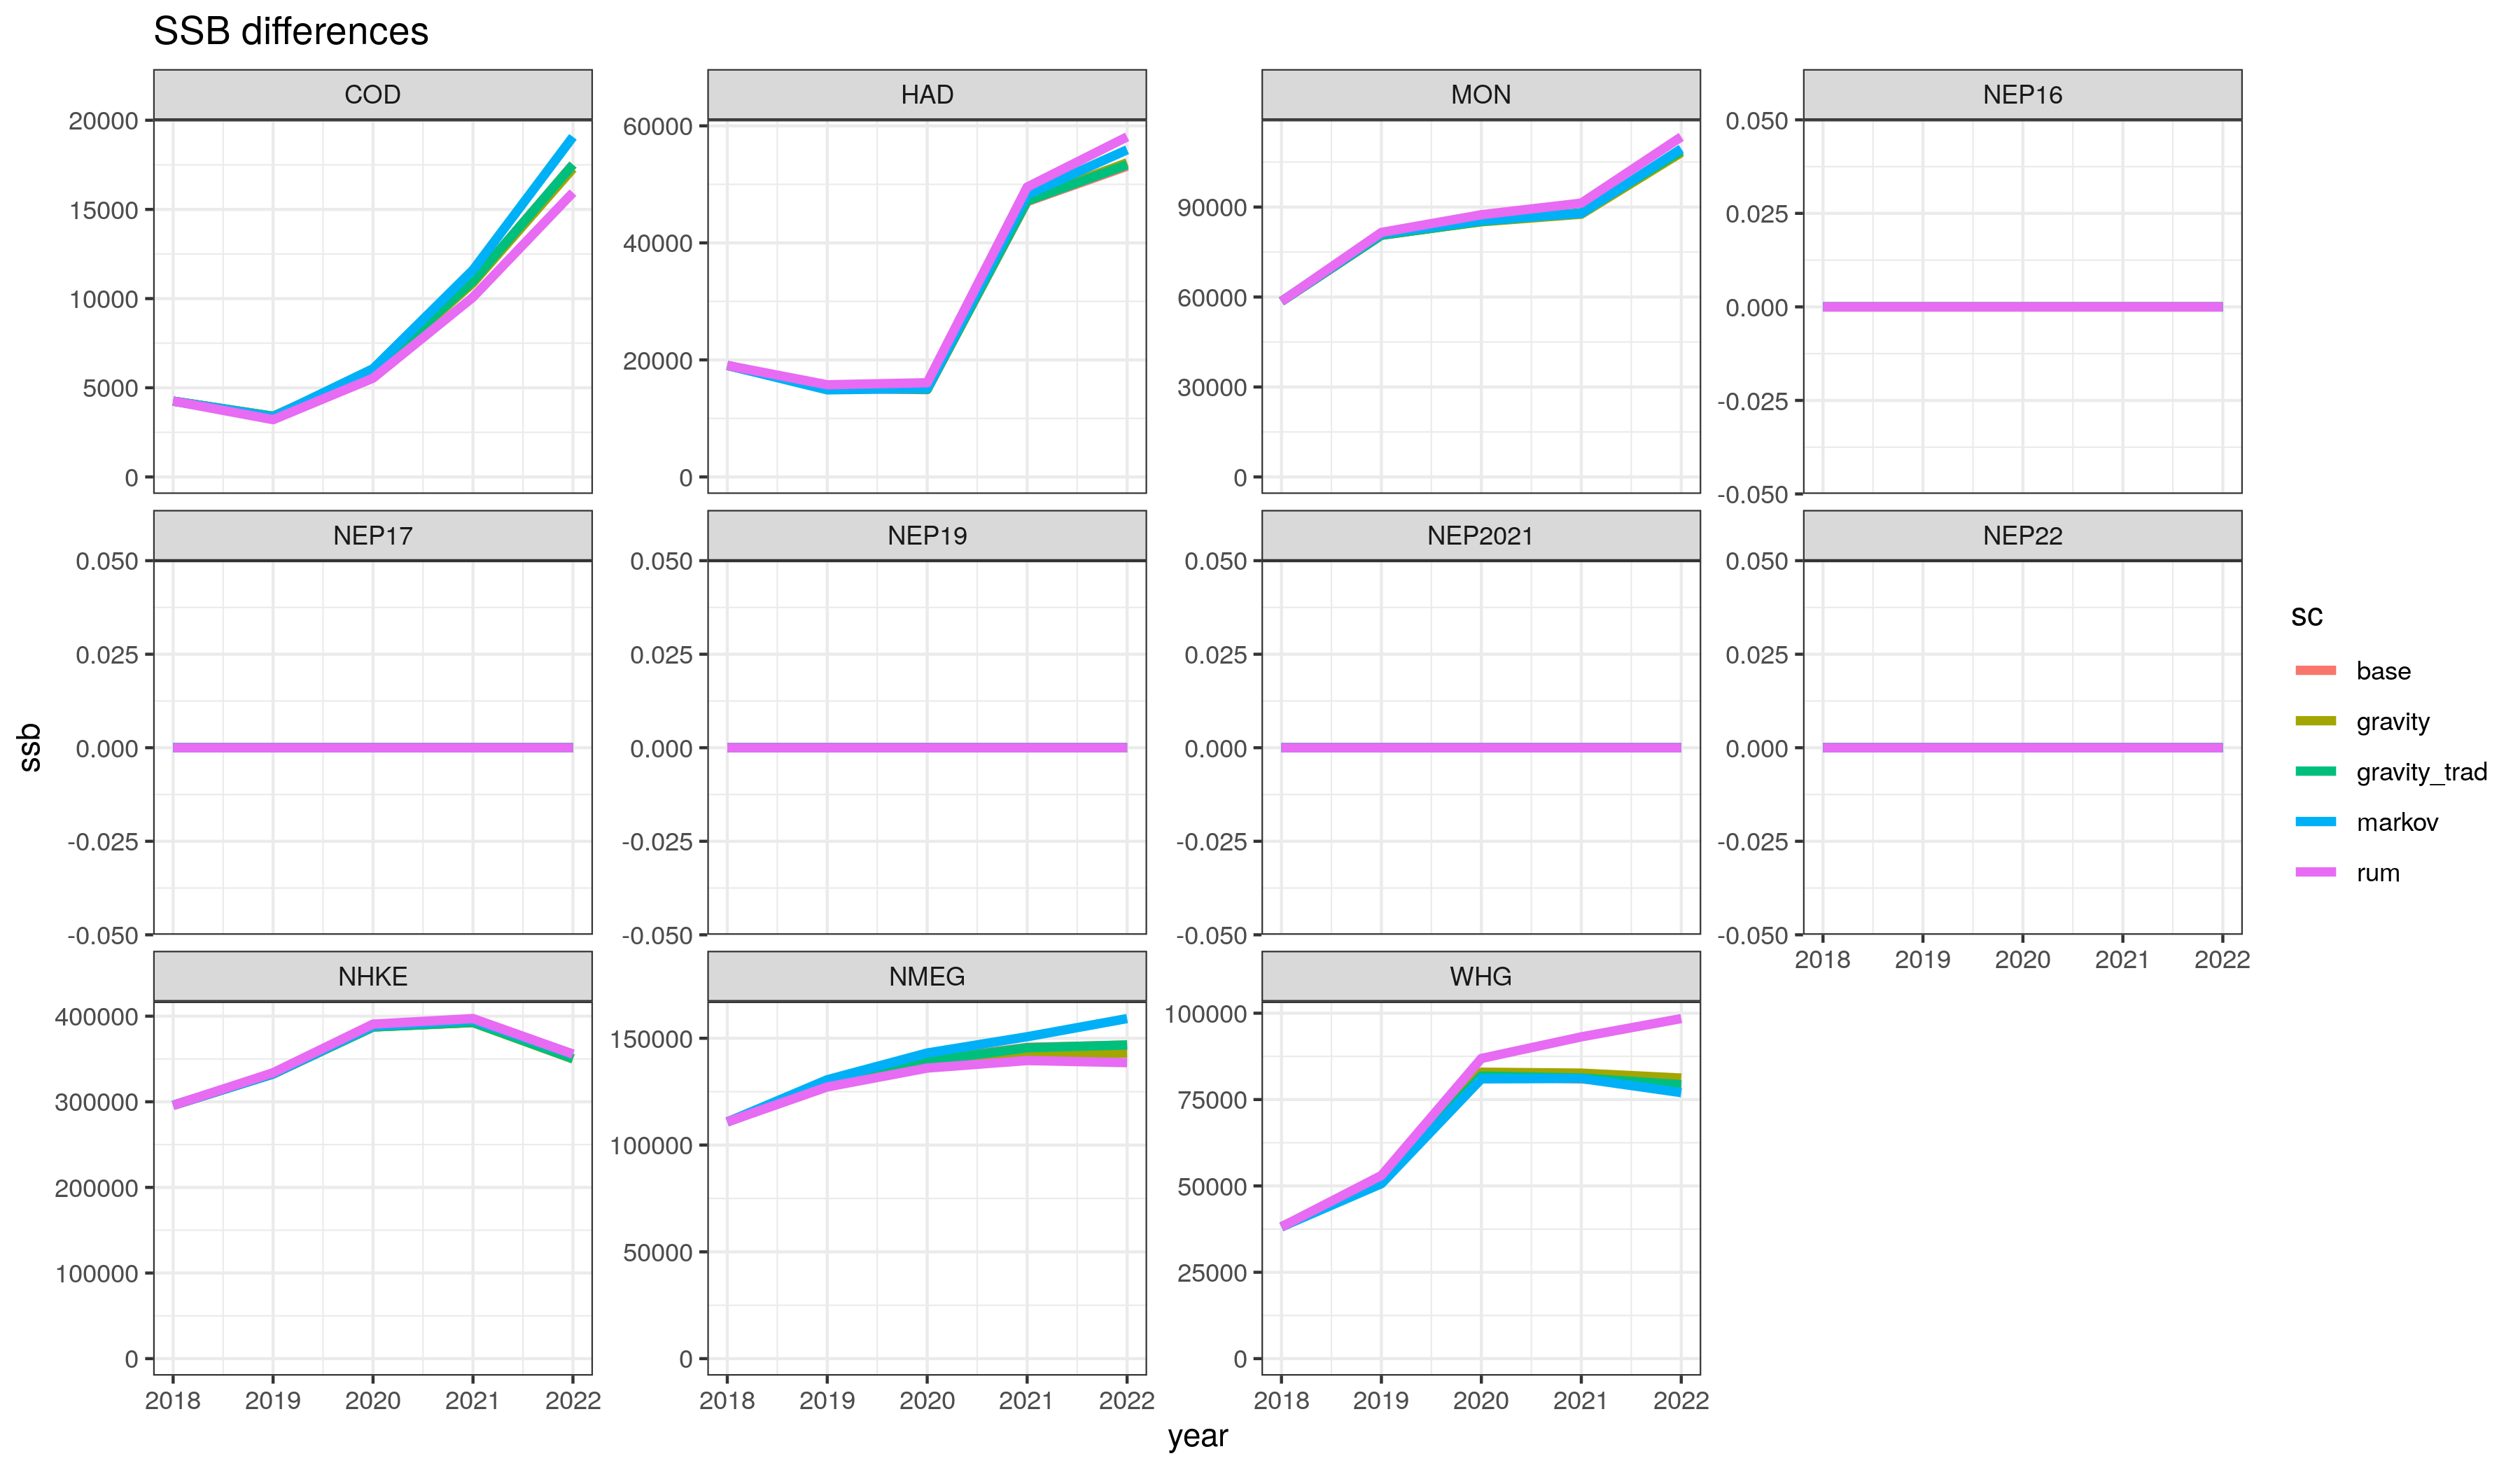 SSB differences
COD
HAD
MON
NEP16
20000
15000
10000
5000
0
60000
40000
20000
0
90000
60000
30000
0
0.050
0.025
0.000
-0.025
-0.050
NEP17
NEP19
NEP2021
NEP22
0.050
0.025
0.000
-0.025
-0.050
0.050
0.025
0.000
-0.025
-0.050
0.050
0.025
0.000
-0.025
-0.050
0.050
0.025
0.000
-0.025
-0.050
2018 2019 2020 2021 2022
NHKE
NMEG
WHG
400000
300000
200000
100000
0
150000
100000
50000
0
100000
75000
50000
25000
0
2018 2019 2020 2021 2022
2018 2019 2020 2021 2022
2018 2019 2020 2021 2022
year
ssb
sc
base
gravity
gravity_trad
markov
rum